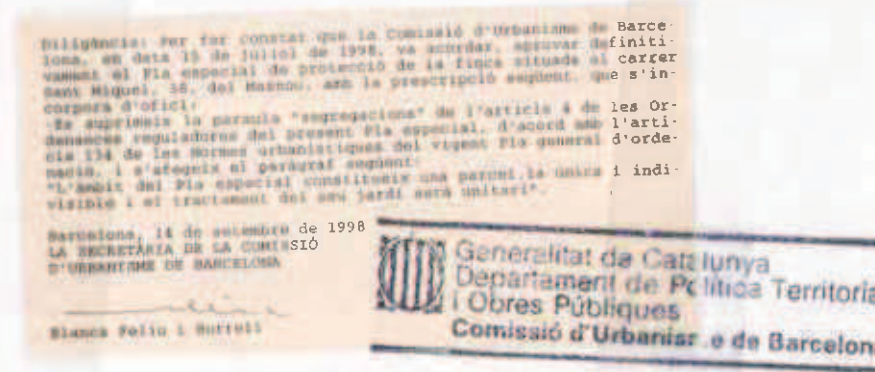 Diligència: Per fer constar que la Comissió d'Urbanisme de Barce-
lona, en data 15 de juliol de 1998, va acordar, aprovar definiti-
vament el Pla especial de protecció de la finca situada al carrer
Sant Miquel, 38, del Masnou, amb la prescripció següent, que s'in-
corpora d'ofici:
-Es suprimeix la paraula "segregacions" de l'article 4 de les Or-
denances reguladores del present Pla especial, d'acord amb l'arti-
cle 134 de les Normes urbanístiques del vigent Pla general d'orde-
nació, i s'afegeix el paràgraf següent:
"L'àmbit del Pla especial constitueix una parcel.la única i indi-
visible i el tractament del seu jardí serà unitari".
Barcelona, 14 de setembre de 1998
LA SECRETÀRIA DE LA COMISSIÓ
D'URBANISME DE BARCELONA
Blanca Feliu i Burrell
Generalitat de Catalunya
Departament de Política Territoria
i Obres Públiques
Comissió d'Urbanisme de Barcelon